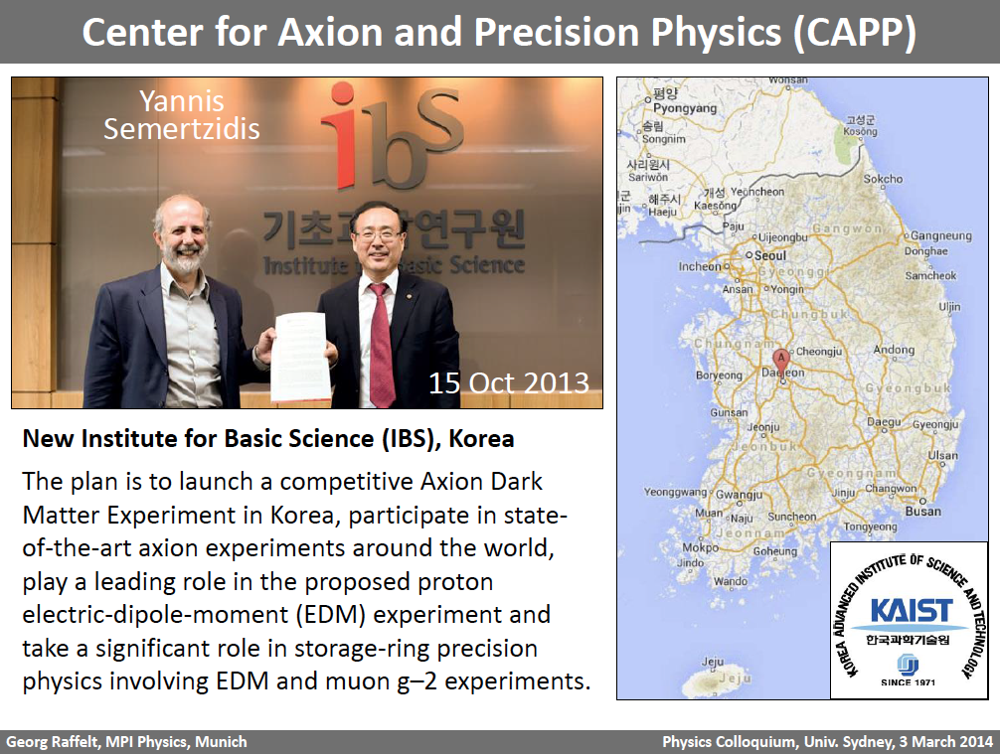 Center for Axion and Precision Physics (CAPP)
Yannis
Semertzidis
ibs
기초과학연구원
Institute Basic Science
15 Oct 2013
New Institute for Basic Science (IBS), Korea
The plan is to launch a competitive Axion Dark
Matter Experiment in Korea, participate in state-
of-the-art axion experiments around the world,
play a leading role in the proposed proton
electric-dipole-moment (EDM) experiment and
take a significant role in storage-ring precision
physics involving EDM and muon g–2 experiments.
Wonsan
평양
Pyongyang
고성군
Kosŏng
송림
Songnim
사리원시
Sariwŏn
해주시
Haeju
개성
Kaesŏng
Yeoncheon
Sokcho
Paju
Uijeongbu
Gangwon
Gangneung
Donghae
Seoul
Incheon
Gyeonggi
Samcheok
Ansan
Yongin
Uljin
Chungbuk
Chungnam
Cheongju
Andong
A
Daejeon
Boryeong
Gyeongbuk
Gunsan
Jeonju
Daegu
Gyeongju
Jeonbuk
Ulsan
Gyeongnam
Yeonggwang
Gwangju
Jinju
Changwon
Busan
Muan
Naju
Suncheon
Tongyeong
Jeonnam
Mokpo
Goheung
Jindo
Wando
Jeju
Jeju
KOREA ADVANCED INSTITUTE OF SCIENCE AND TECHNOLOGY
KAIST
한국과학기술원
SINCE 1971
Georg Raffelt, MPI Physics, Munich
Physics Colloquium, Univ. Sydney, 3 March 2014